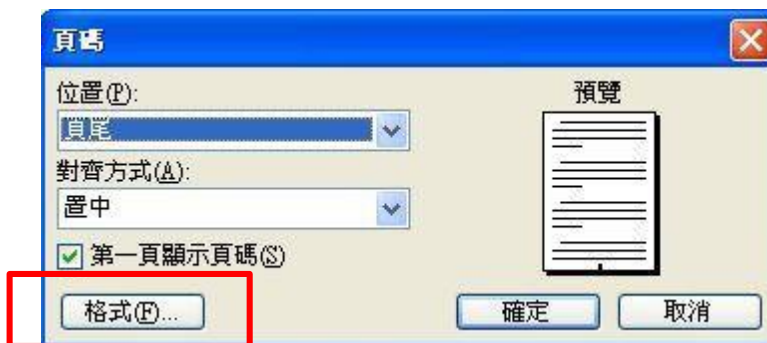 頁碼
位置(P):
預覽
頁尾
對齊方式(A):
置中
第一頁顯示頁碼(S)
格式(F)...
確定
取消